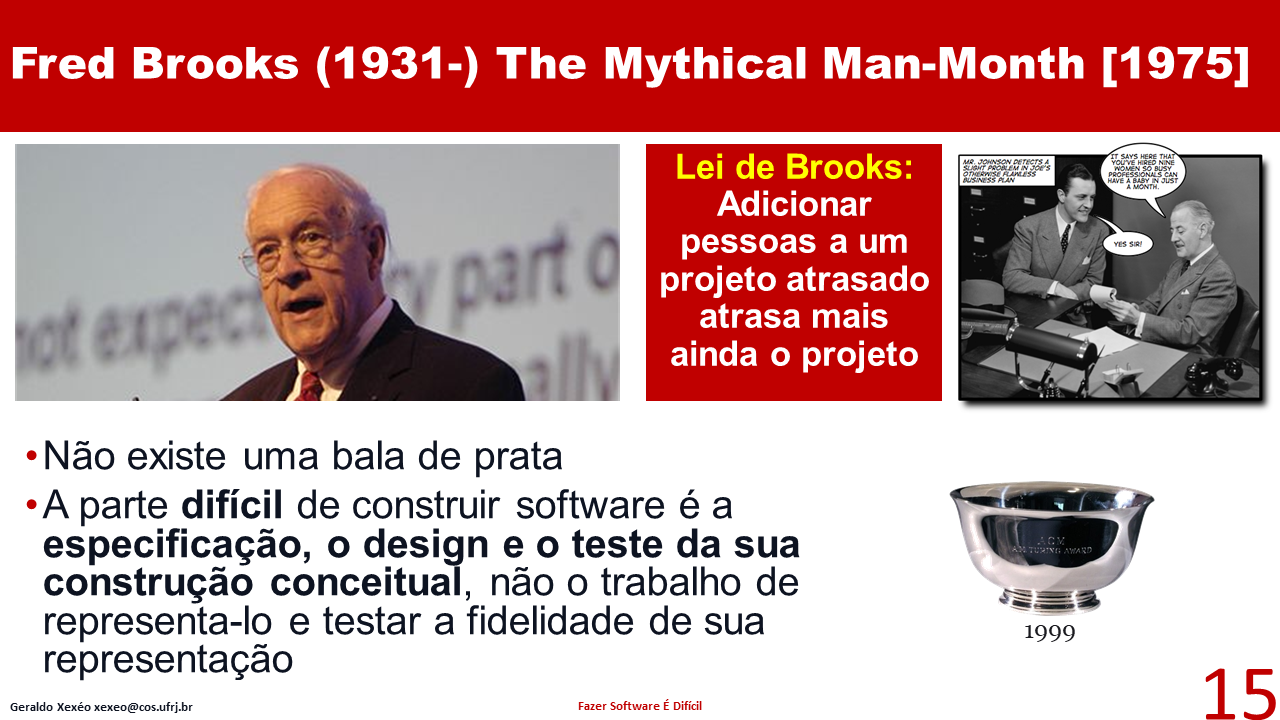 Fred Brooks (1931-) The Mythical Man-Month [1975]
not expect
ry part o
ally
Lei de Brooks:
Adicionar
pessoas a um
projeto atrasado
atrasa mais
ainda o projeto
MR. JOHNSON DETECTS A
SLIGHT PROBLEM IN JOE'S
OTHERWISE FLAWLESS
BUSINESS PLAN
IT SAYS HERE THAT
YOU'VE HIRED NINE
WOMEN SO BUSY
PROFESSIONALS CAN
HAVE A BABY IN JUST
A MONTH.
YES SIR!
•Não existe uma bala de prata
•A parte difícil de construir software é a
especificação, o design e o teste da sua
construção conceitual, não o trabalho de
representa-lo e testar a fidelidade de sua
representação
ACM
A.M. TURING AWARD
1999
Geraldo Xexéo xexeo@cos.ufrj.br
Fazer Software É Difícil
15